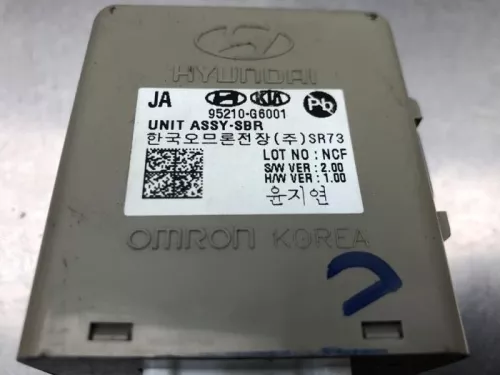 HYUNDAI
JA KIA Pb
95210-G6001
UNIT ASSY-SBR
한국오므론전장(주)SR73
LOT NO : NCF
S/W VER : 2.00
H/W VER : 1.00
윤지연
OMRON KOREA